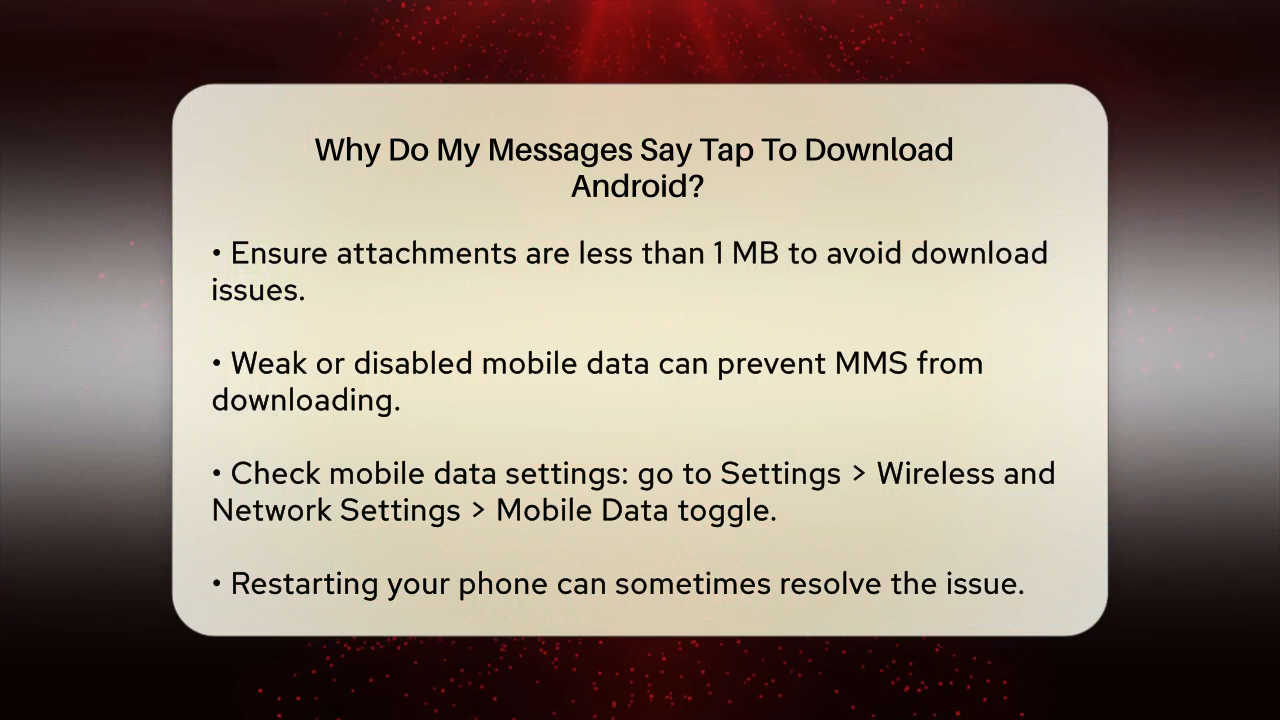 Why Do My Messages Say Tap To Download
Android?
• Ensure attachments are less than 1 MB to avoid download
issues.
• Weak or disabled mobile data can prevent MMS from
downloading.
• Check mobile data settings: go to Settings > Wireless and
Network Settings > Mobile Data toggle.
• Restarting your phone can sometimes resolve the issue.